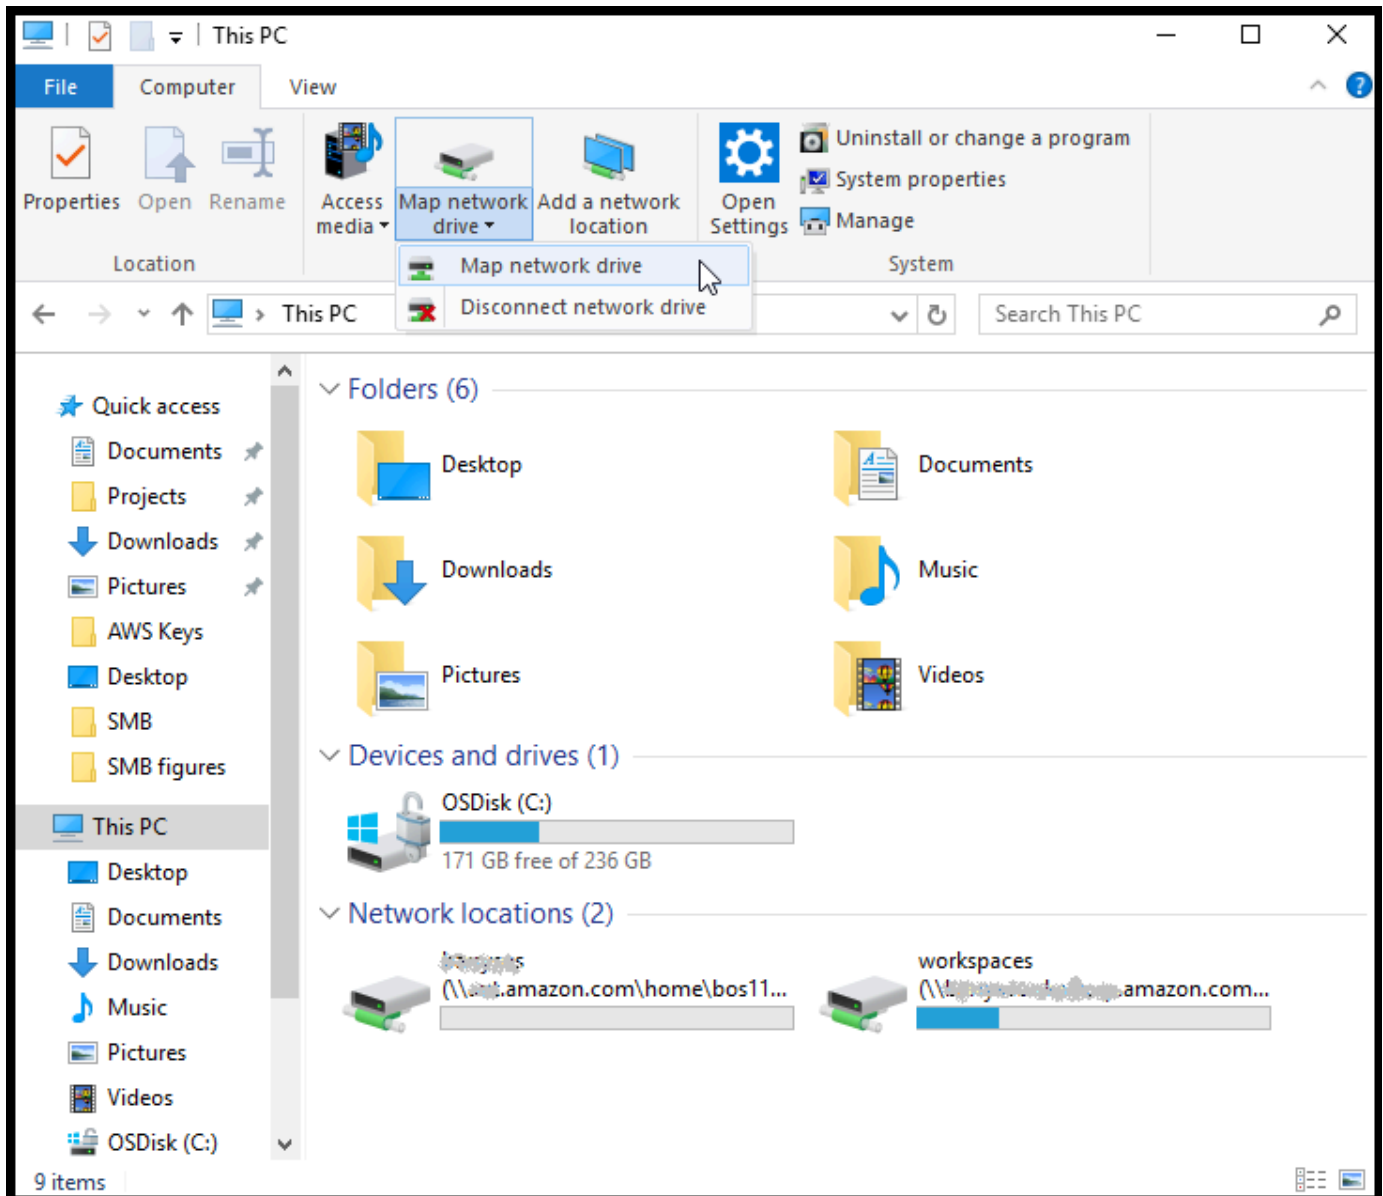 This PC
File
Computer
View
Properties
Open
Rename
Access
media
Map network
drive
Add a network
location
Open
Settings
Uninstall or change a program
System properties
Manage
Location
System
Map network drive
Disconnect network drive
This PC
Search This PC
Quick access
Documents
Projects
Downloads
Pictures
AWS Keys
Desktop
SMB
SMB figures
This PC
Desktop
Documents
Downloads
Music
Pictures
Videos
OSDisk (C:)
Folders (6)
Desktop
Documents
Downloads
Music
Pictures
Videos
Devices and drives (1)
OSDisk (C:)
171 GB free of 236 GB
Network locations (2)
(\\ .amazon.com\home\bos11...
workspaces
(\\ .amazon.com...
9 items